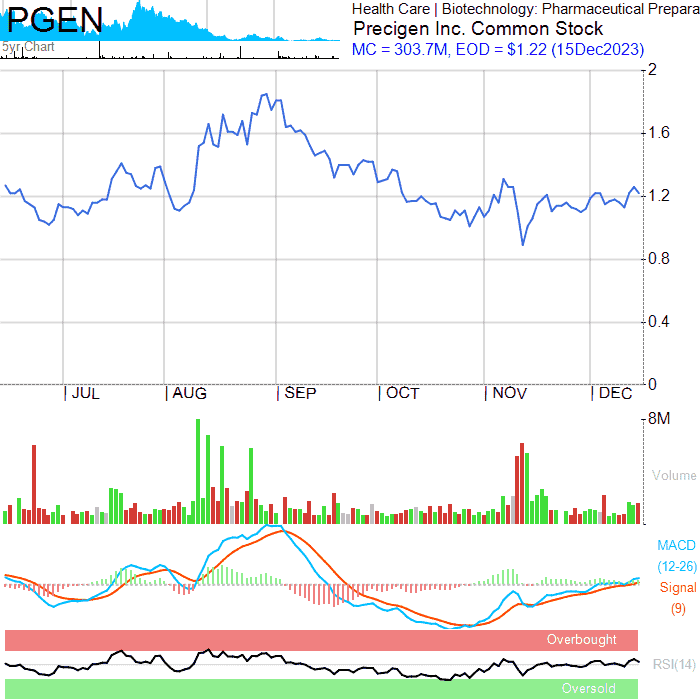 PGEN
5yr Chart
Health Care | Biotechnology: Pharmaceutical Prepara
Precigen Inc. Common Stock
MC = 303.7M, EOD = $1.22 (15Dec2023)
2
1.6
1.2
0.8
0.4
0
JUL AUG SEP OCT NOV DEC
8M
Volume
MACD
(12-26)
Signal
(9)
Overbought
RSI(14)
Oversold